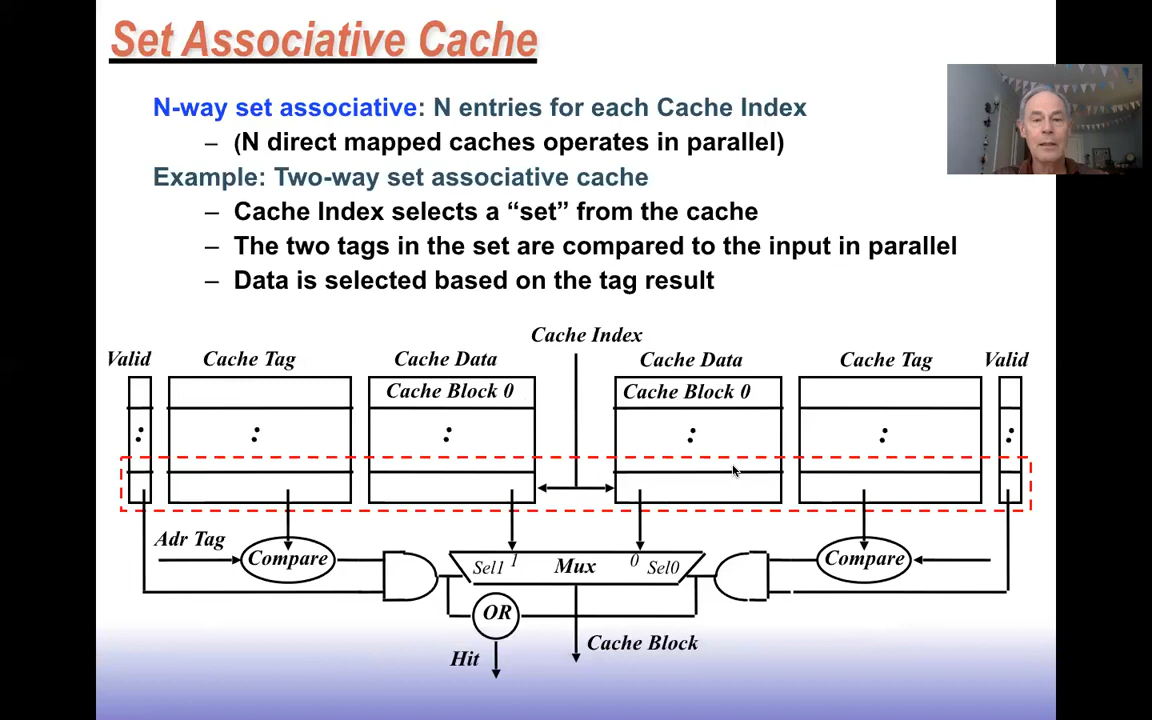 Set Associative Cache
N-way set associative: N entries for each Cache Index
– (N direct mapped caches operates in parallel)
Example: Two-way set associative cache
– Cache Index selects a “set” from the cache
– The two tags in the set are compared to the input in parallel
– Data is selected based on the tag result
Cache Index
Valid Cache Tag Cache Data Cache Data Cache Tag Valid
Cache Block 0 Cache Block 0
: : : : : :
Adr Tag
Compare Sel1 1 Mux 0 Sel0 Compare
OR
Cache Block
Hit